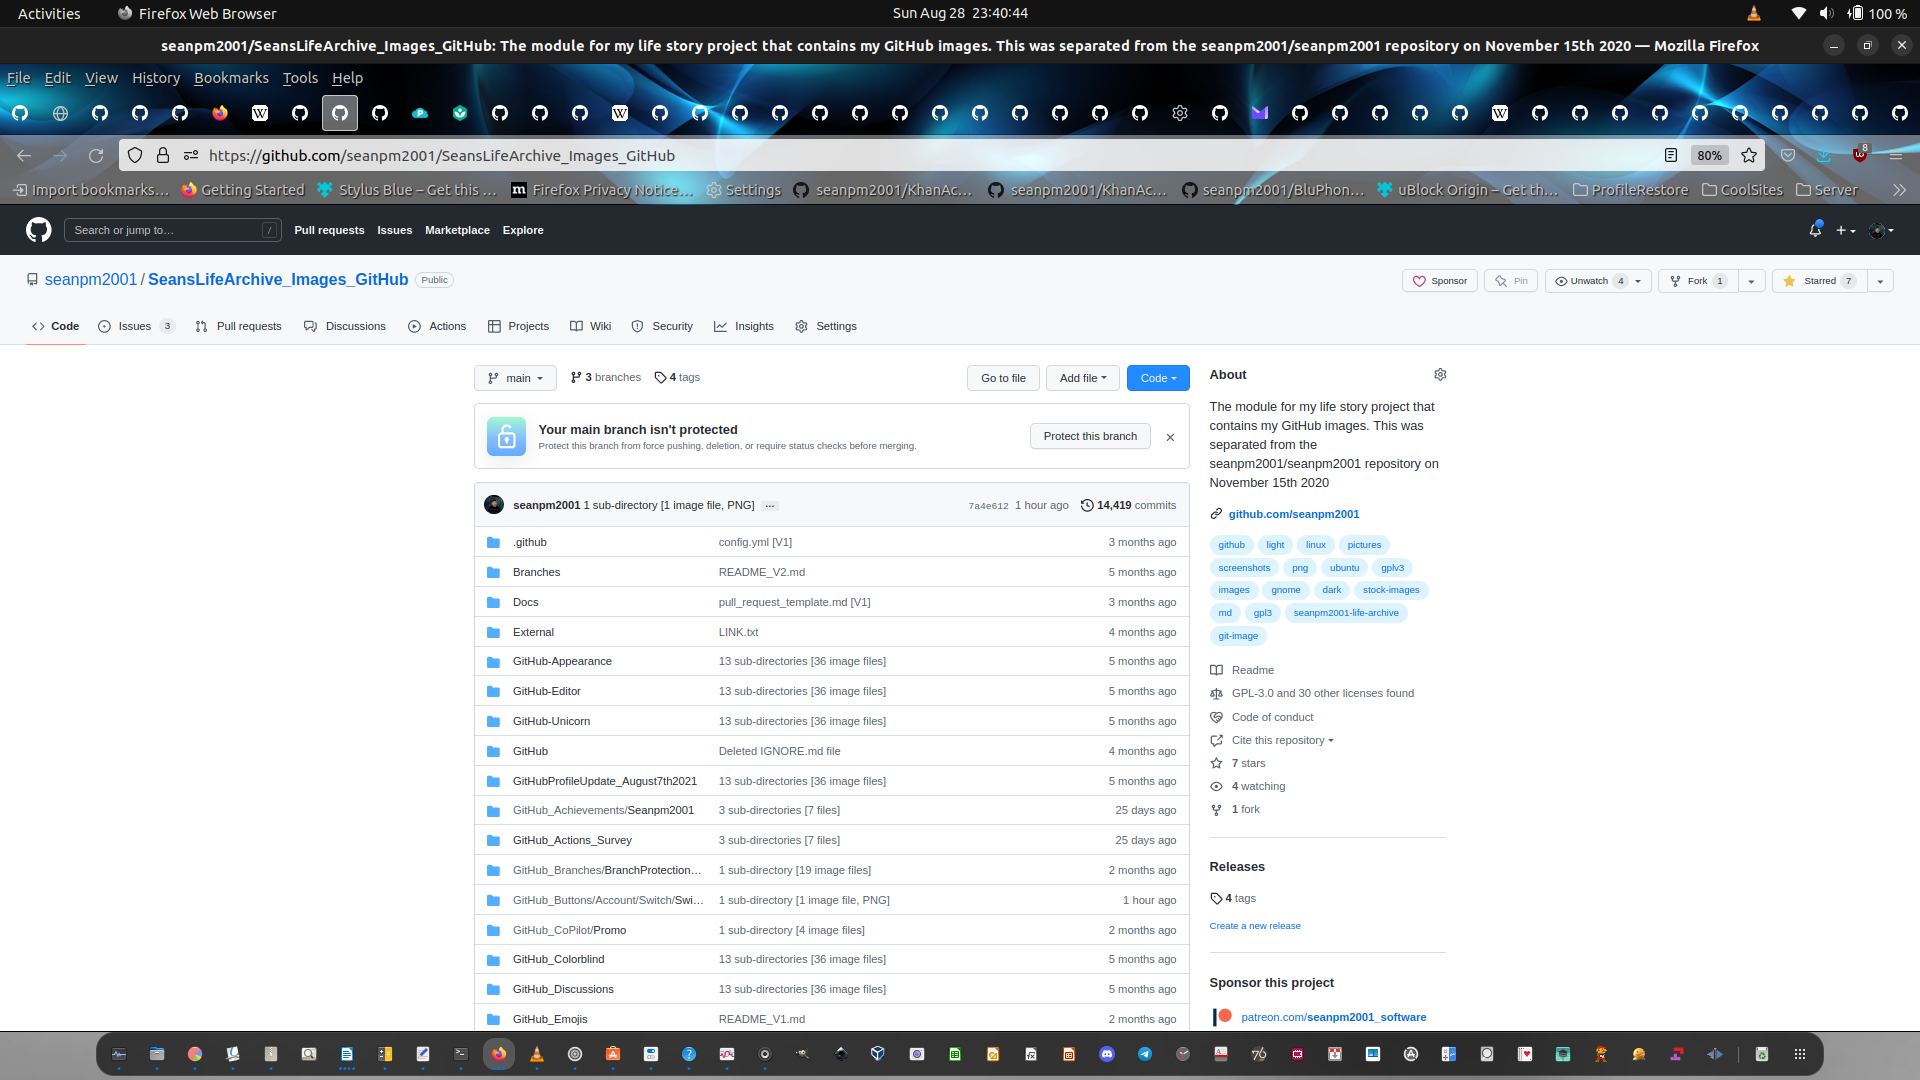 Activities Firefox Web Browser Sun Aug 28 23:40:44 100 %
seanpm2001/SeansLifeArchive_Images_GitHub: The module for my life story project that contains my GitHub images. This was separated from the seanpm2001/seanpm2001 repository on November 15th 2020 — Mozilla Firefox
File Edit View History Bookmarks Tools Help
https://github.com/seanpm2001/SeansLifeArchive_Images_GitHub 80% 8
Import bookmarks… Getting Started Stylus Blue – Get this … Firefox Privacy Notice… Settings seanpm2001/KhanAc… seanpm2001/KhanAc… seanpm2001/BluPhon… uBlock Origin – Get th… ProfileRestore CoolSites Server
Search or jump to… / Pull requests Issues Marketplace Explore
seanpm2001 / SeansLifeArchive_Images_GitHub Public Sponsor Pin Unwatch 4 Fork 1 Starred 7
Code Issues 3 Pull requests Discussions Actions Projects Wiki Security Insights Settings
main 3 branches 4 tags Go to file Add file Code
Your main branch isn't protected
Protect this branch from force pushing, deletion, or require status checks before merging.
Protect this branch
seanpm2001 1 sub-directory [1 image file, PNG] … 7a4e612 1 hour ago 14,419 commits
.github config.yml [V1] 3 months ago
Branches README_V2.md 5 months ago
Docs pull_request_template.md [V1] 3 months ago
External LINK.txt 4 months ago
GitHub-Appearance 13 sub-directories [36 image files] 5 months ago
GitHub-Editor 13 sub-directories [36 image files] 5 months ago
GitHub-Unicorn 13 sub-directories [36 image files] 5 months ago
GitHub Deleted IGNORE.md file 4 months ago
GitHubProfileUpdate_August7th2021 13 sub-directories [36 image files] 5 months ago
GitHub_Achievements/Seanpm2001 3 sub-directories [7 files] 25 days ago
GitHub_Actions_Survey 3 sub-directories [7 files] 25 days ago
GitHub_Branches/BranchProtection… 1 sub-directory [19 image files] 2 months ago
GitHub_Buttons/Account/Switch/Swi… 1 sub-directory [1 image file, PNG] 1 hour ago
GitHub_CoPilot/Promo 1 sub-directory [4 image files] 2 months ago
GitHub_Colorblind 13 sub-directories [36 image files] 5 months ago
GitHub_Discussions 13 sub-directories [36 image files] 5 months ago
GitHub_Emojis README_V1.md 2 months ago
About
The module for my life story project that
contains my GitHub images. This was
separated from the
seanpm2001/seanpm2001 repository on
November 15th 2020
github.com/seanpm2001
github light linux pictures
screenshots png ubuntu gplv3
images gnome dark stock-images
md gpl3 seanpm2001-life-archive
git-image
Readme
GPL-3.0 and 30 other licenses found
Code of conduct
Cite this repository
7 stars
4 watching
1 fork
Releases
4 tags
Create a new release
Sponsor this project
patreon.com/seanpm2001_software